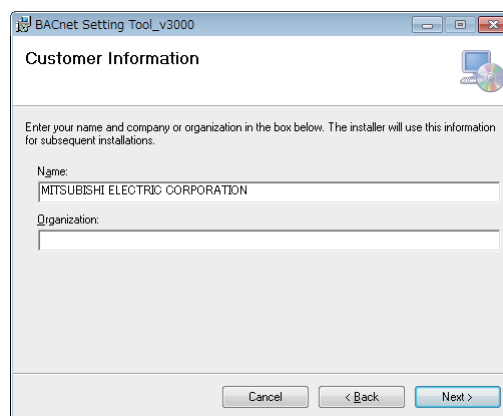 BACnet Setting Tool_v3000
Customer Information
Enter your name and company or organization in the box below. The installer will use this information
for subsequent installations.
Name:
MITSUBISHI ELECTRIC CORPORATION
Organization:
Cancel
< Back
Next >